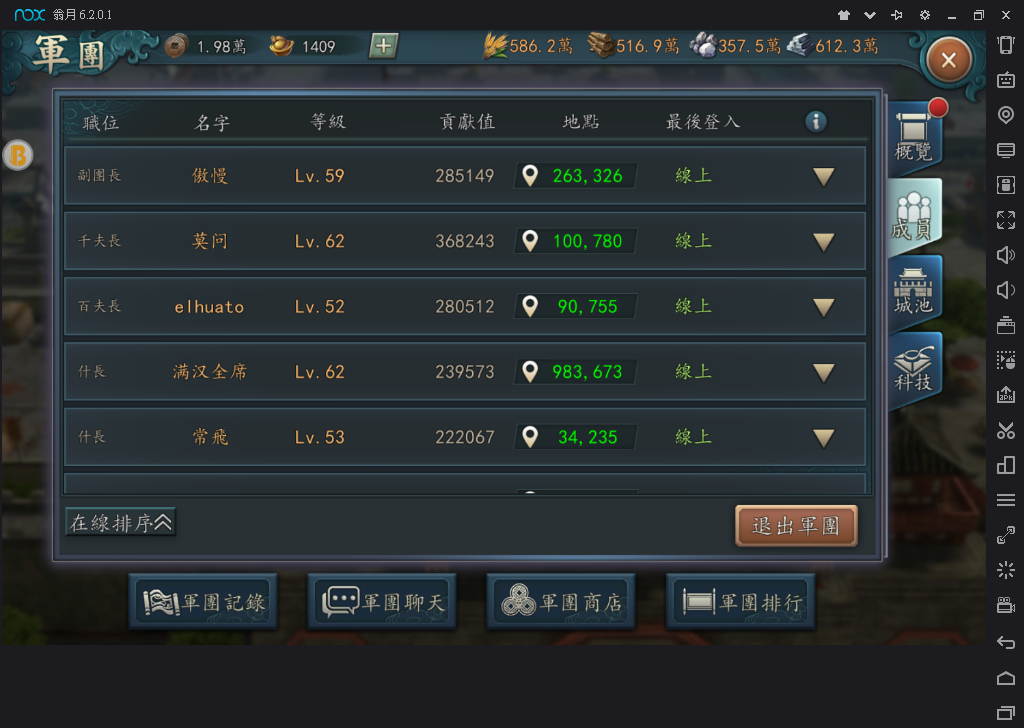 nox 翁月 6.2.0.1
軍團 1.98萬 1409 586.2萬 516.9萬 357.5萬 612.3萬
職位 名字 等級 貢獻值 地點 最後登入
概覽
副團長 傲慢 Lv.59 285149 263,326 線上
成員
千夫長 莫问 Lv.62 368243 100,780 線上
城池
百夫長 elhuato Lv.52 280512 90,755 線上
科技
什長 满汉全席 Lv.62 239573 983,673 線上
什長 常飛 Lv.53 222067 34,235 線上
在線排序
退出軍團
軍團記錄 軍團聊天 軍團商店 軍團排行